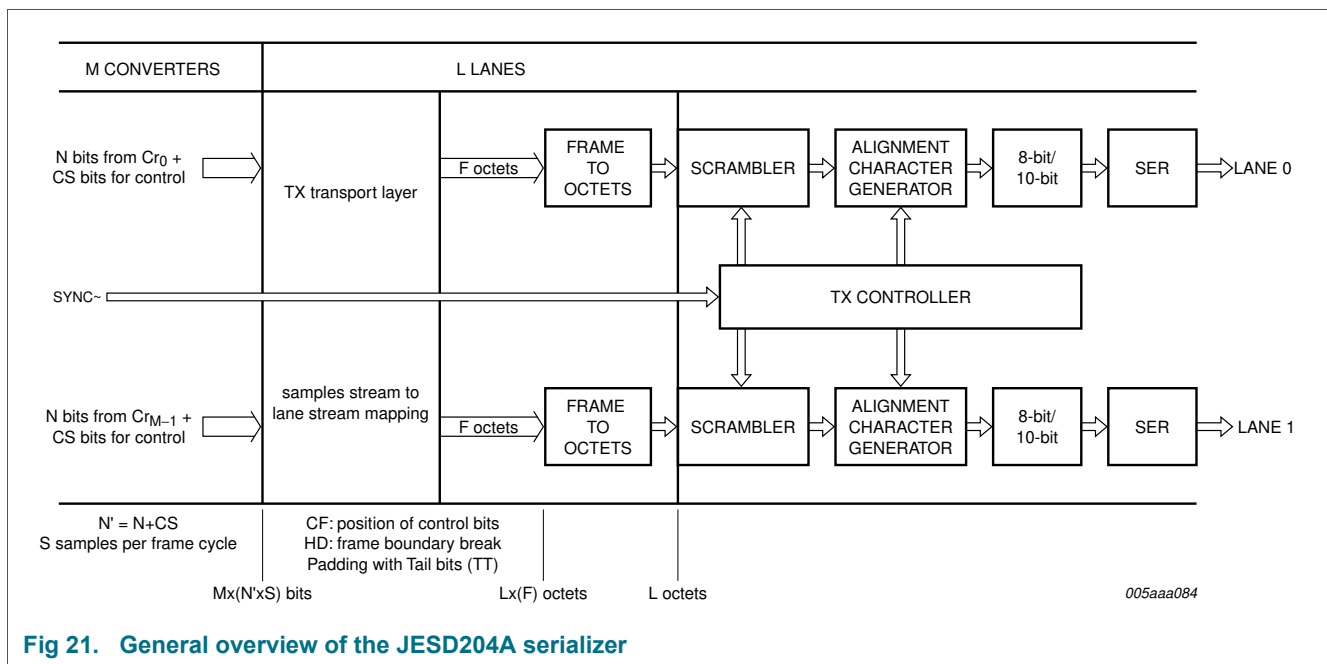 M CONVERTERS
L LANES
N bits from Cr0 +
CS bits for control
TX transport layer
F octets
FRAME
TO
OCTETS
SCRAMBLER
ALIGNMENT
CHARACTER
GENERATOR
8-bit/
10-bit
SER
LANE 0
SYNC~
TX CONTROLLER
N bits from CrM−1 +
CS bits for control
samples stream to
lane stream mapping
F octets
FRAME
TO
OCTETS
SCRAMBLER
ALIGNMENT
CHARACTER
GENERATOR
8-bit/
10-bit
SER
LANE 1
N' = N+CS
S samples per frame cycle
CF: position of control bits
HD: frame boundary break
Padding with Tail bits (TT)
Mx(N'xS) bits
Lx(F) octets
L octets
005aaa084
Fig 21. General overview of the JESD204A serializer